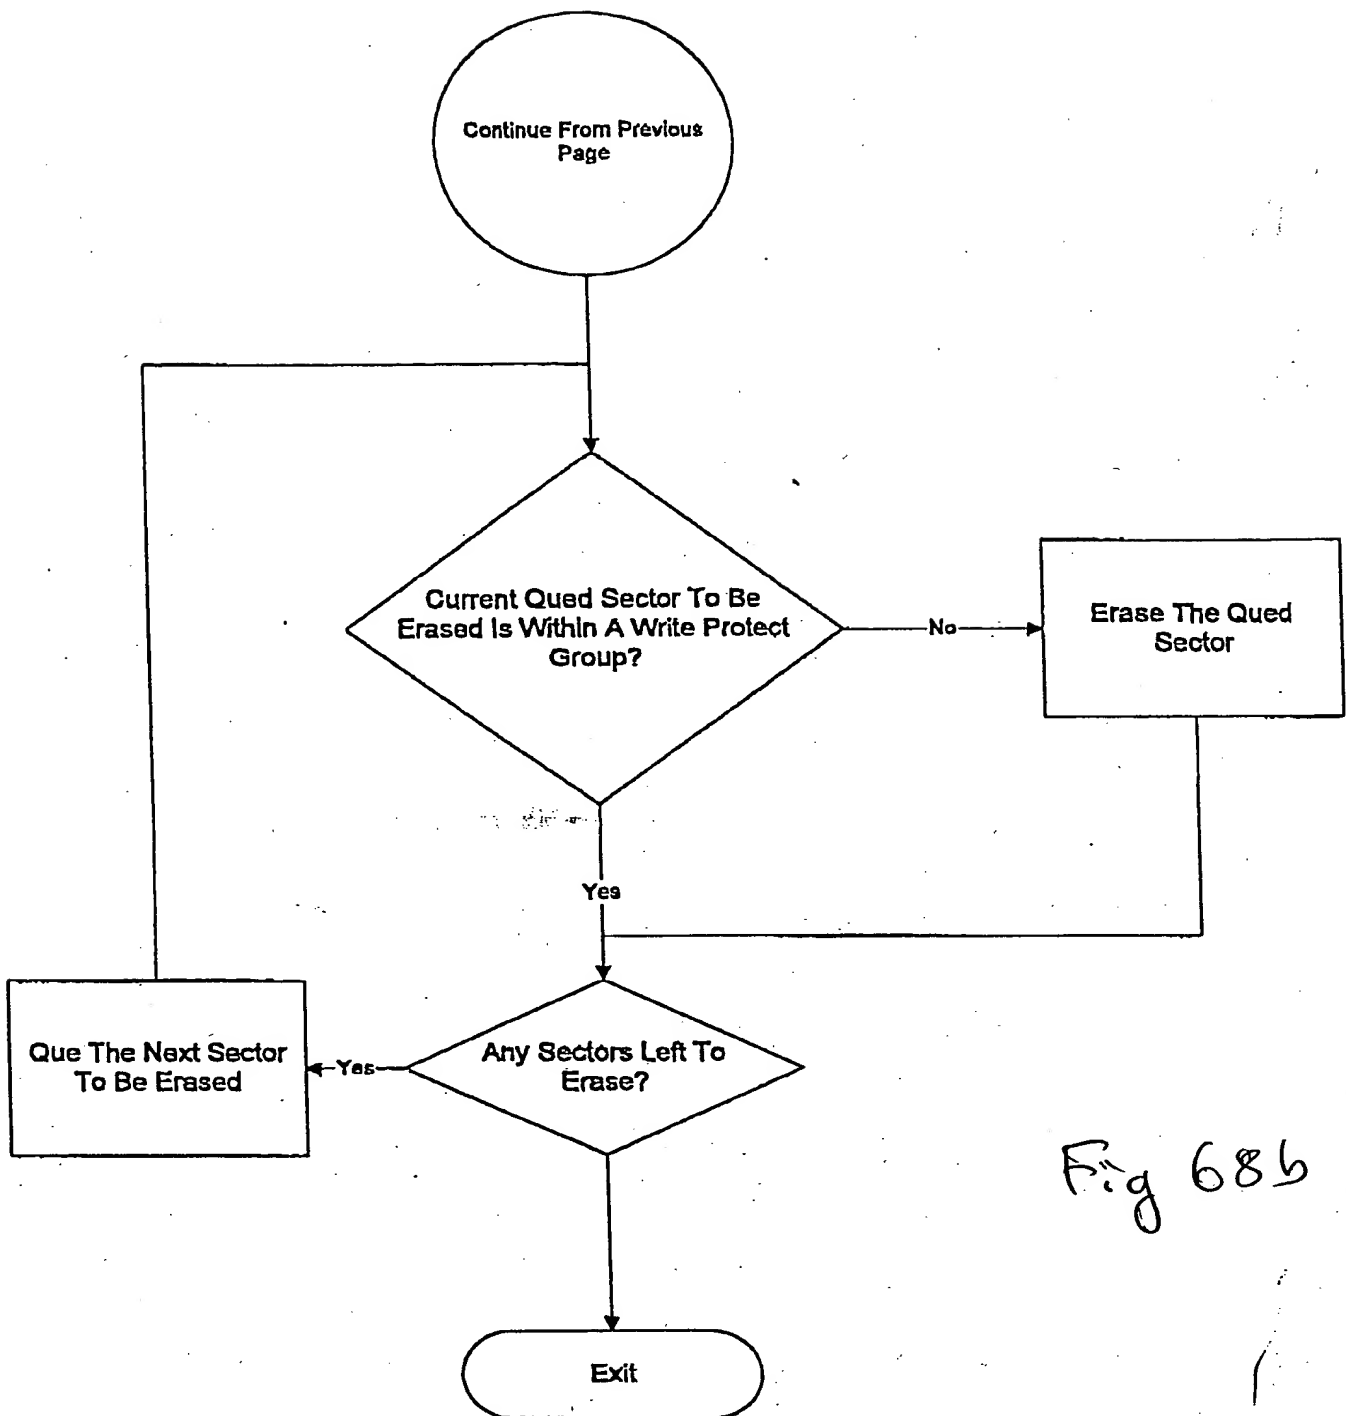 Continue From Previous
Page
Current Qued Sector To Be
Erased Is Within A Write Protect
Group?
No
Erase The Qued
Sector
Yes
Que The Next Sector
To Be Erased
Yes
Any Sectors Left To
Erase?
Fig 68b
Exit